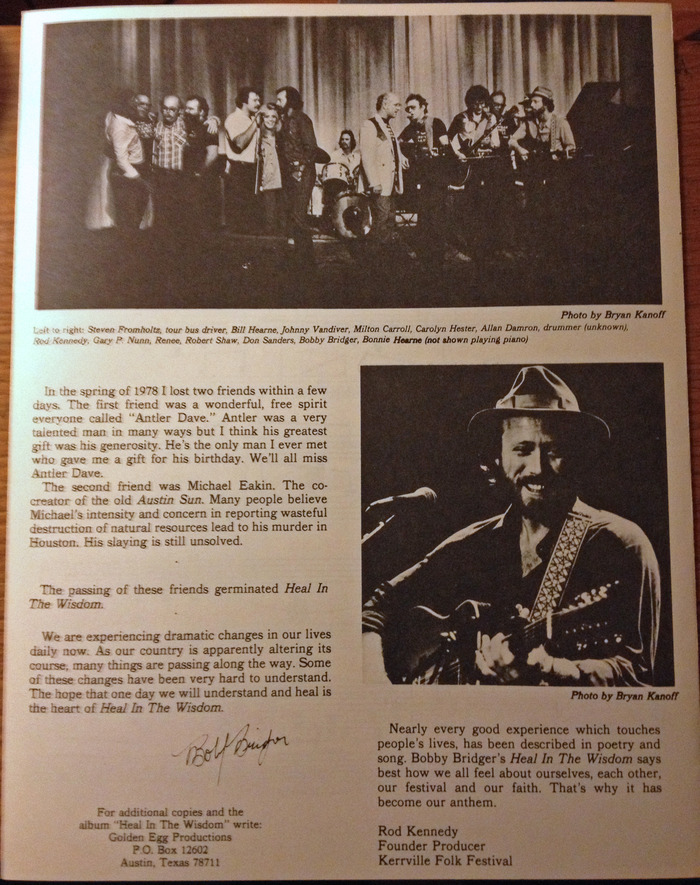 Photo by Bryan Kanoff
Left to right: Steven Fromholtz, tour bus driver, Bill Hearne, Johnny Vandiver, Milton Carroll, Carolyn Hester, Allan Damron, drummer (unknown),
Rod Kennedy, Gary P. Nunn, Renee, Robert Shaw, Don Sanders, Bobby Bridger, Bonnie Hearne (not shown playing piano)
In the spring of 1978 I lost two friends within a few
days. The first friend was a wonderful, free spirit
everyone called "Antler Dave." Antler was a very
talented man in many ways but I think his greatest
gift was his generosity. He's the only man I ever met
who gave me a gift for his birthday. We'll all miss
Antler Dave.
The second friend was Michael Eakin. The co-
creator of the old Austin Sun. Many people believe
Michael's intensity and concern in reporting wasteful
destruction of natural resources lead to his murder in
Houston. His slaying is still unsolved.
The passing of these friends germinated Heal In
The Wisdom.
We are experiencing dramatic changes in our lives
daily now. As our country is apparently altering its
course, many things are passing along the way. Some
of these changes have been very hard to understand.
The hope that one day we will understand and heal is
the heart of Heal In The Wisdom.
For additional copies and the
album "Heal In The Wisdom" write:
Golden Egg Productions
P.O. Box 12602
Austin, Texas 78711
Photo by Bryan Kanoff
Nearly every good experience which touches
people's lives, has been described in poetry and
song. Bobby Bridger's Heal In The Wisdom says
best how we all feel about ourselves, each other,
our festival and our faith. That's why it has
become our anthem.
Rod Kennedy
Founder Producer
Kerrville Folk Festival